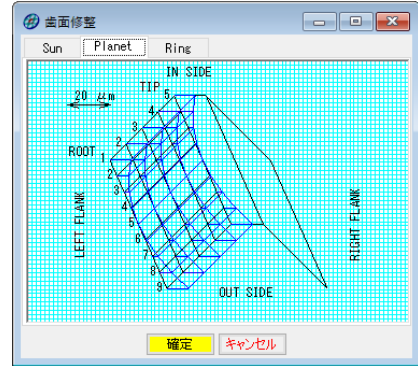 歯面修整
Sun Planet Ring
IN SIDE
20 μm
TIP
5
4
3
2
ROOT 1
2
3
4
5
6
7
8
9
LEFT FLANK
RIGHT FLANK
OUT SIDE
確定 キャンセル